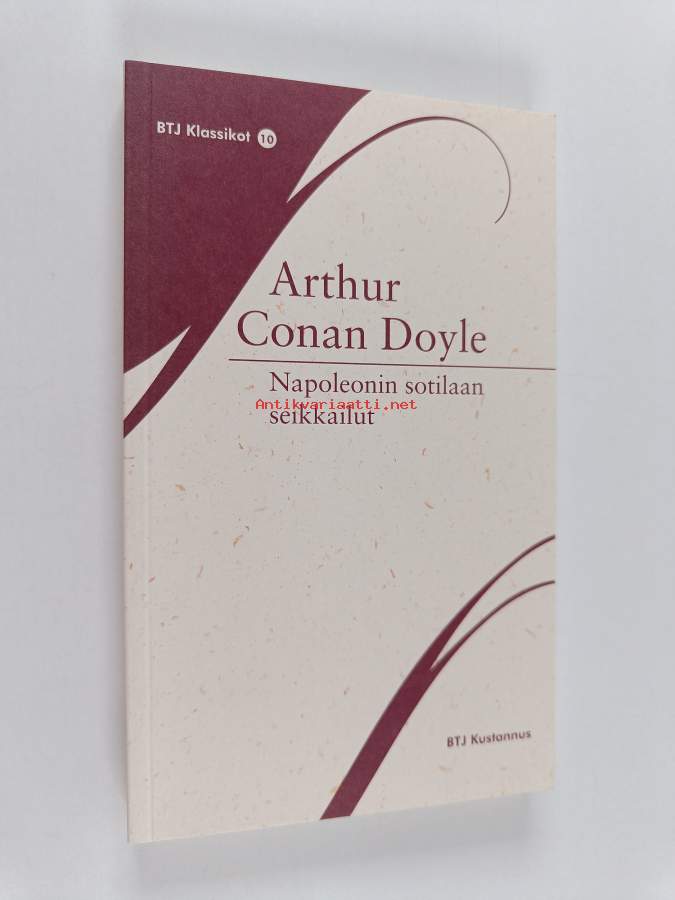 BTJ Klassikot 10
Arthur
Conan Doyle
Napoleonin sotilaan
Antikvariaatti.net
seikkailut
BTJ Kustannus